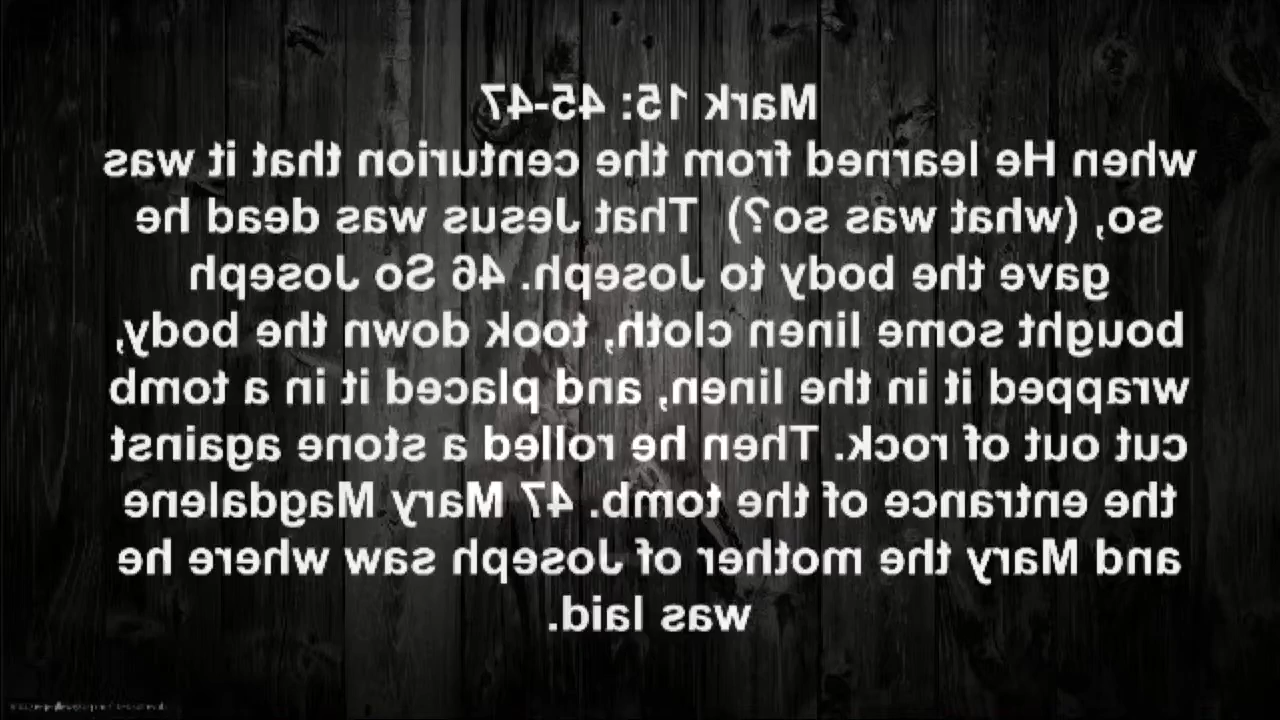 Mark 15: 45-47
when He learned from the centurion that it was
so, (what was so?) That Jesus was dead he
gave the body to Joseph. 46 So Joseph
bought some linen cloth, took down the body,
wrapped it in the linen, and placed it in a tomb
cut out of rock. Then he rolled a stone against
the entrance of the tomb. 47 Mary Magdalene
and Mary the mother of Joseph saw where he
was laid.